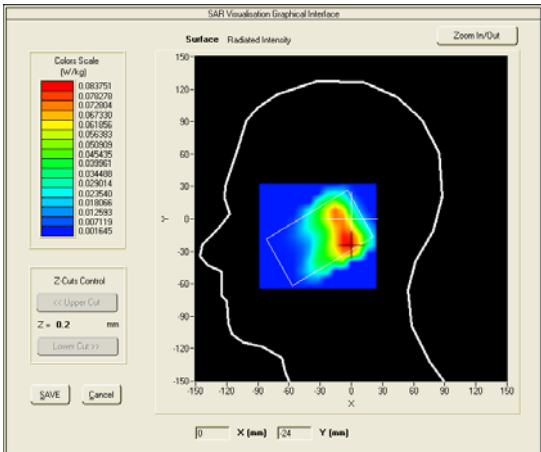 SAR Visualisation Graphical Interface
Surface Radiated Intensity
Zoom In/Out
Colors Scale
(W/kg)
0.083751
0.078278
0.072804
0.067330
0.061856
0.056383
0.050909
0.045435
0.039961
0.034488
0.029014
0.023540
0.018066
0.012593
0.007119
0.001645
150-
120-
90-
60-
30-
0-
-30-
-60-
-90-
-120-
-150-
Y
-150 -120 -90 -60 -30 0 30 60 90 120 150
X
Z-Cuts Control
<< Upper Cut
Z = 0.2 mm
Lower Cut >>
SAVE Cancel
0 X (mm) -24 Y (mm)